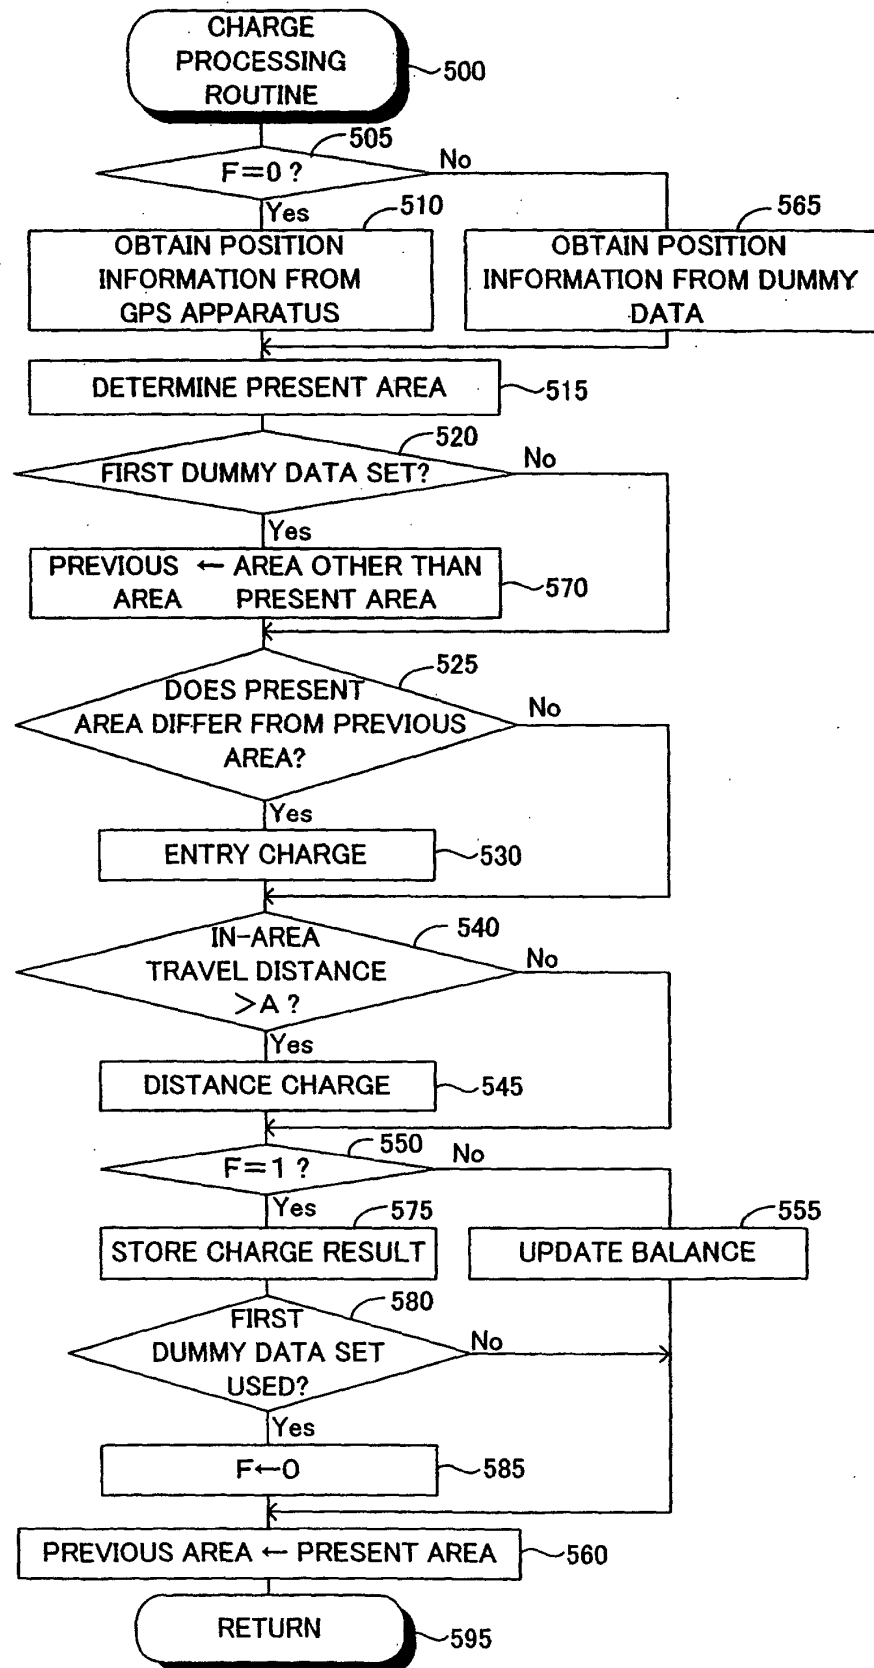 CHARGE
PROCESSING
ROUTINE
500
505
F=0?
No
Yes
510
565
OBTAIN POSITION
INFORMATION FROM
GPS APPARATUS
OBTAIN POSITION
INFORMATION FROM DUMMY
DATA
DETERMINE PRESENT AREA
515
520
FIRST DUMMY DATA SET?
No
Yes
PREVIOUS ← AREA OTHER THAN
AREA PRESENT AREA
570
525
DOES PRESENT
AREA DIFFER FROM PREVIOUS
AREA?
No
Yes
ENTRY CHARGE
530
540
IN-AREA
TRAVEL DISTANCE
>A?
No
Yes
DISTANCE CHARGE
545
550
F=1?
No
Yes
575
555
STORE CHARGE RESULT
UPDATE BALANCE
580
FIRST
DUMMY DATA SET
USED?
No
Yes
F←0
585
PREVIOUS AREA ← PRESENT AREA
560
RETURN
595